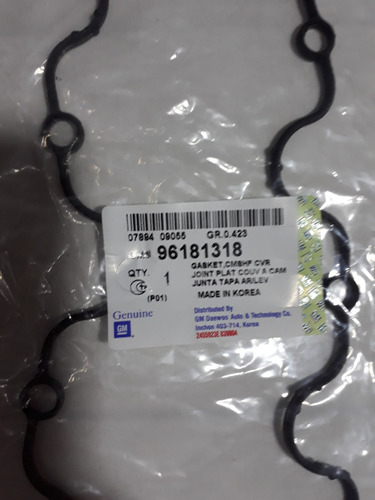 07894 09055 GR.0.423
96181318
GASKET,CMSHF CVR
QTY. 1 JOINT PLAT COUV A CAM
JUNTA TAPA AR/LEV
(P01) MADE IN KOREA
Genuine
GM
Distributed By
GM Daewoo Auto & Technology Co.
Incheon 403-714, Korea